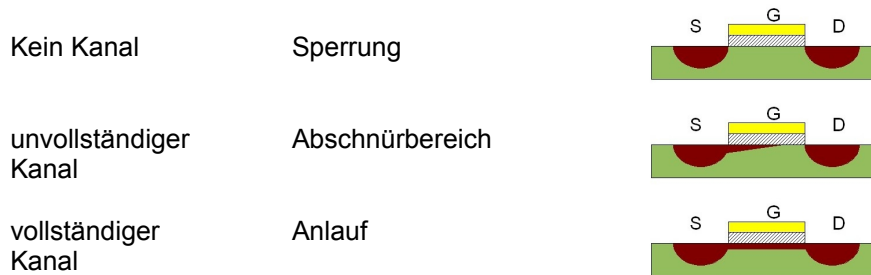 Kein Kanal Sperrung S G D
unvollständiger Kanal Abschnürbereich S G D
vollständiger Kanal Anlauf S G D